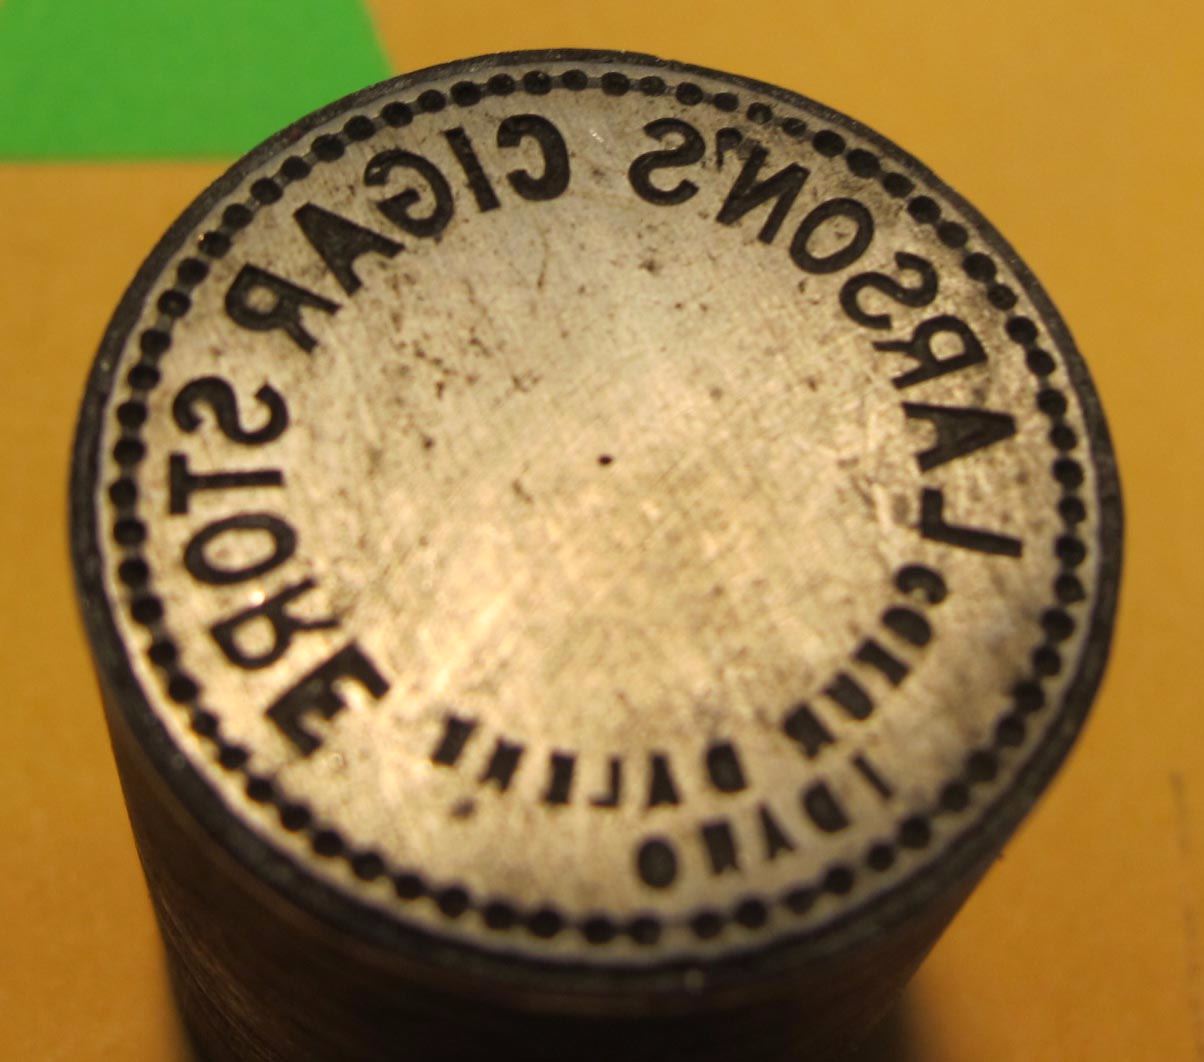 LARSON'S CIGAR STORE
COEUR D'ALENE
IDAHO